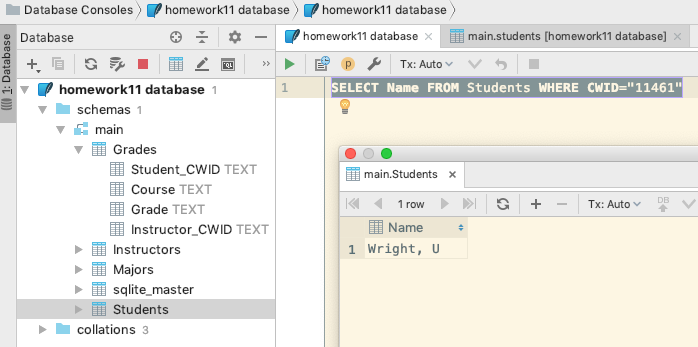 Database Consoles homework11 database homework11 database
1: Database
Database
homework11 database 1
schemas 1
main
Grades
Student_CWID TEXT
Course TEXT
Grade TEXT
Instructor_CWID TEXT
Instructors
Majors
sqlite_master
Students
collations 3
homework11 database
main.students [homework11 database]
Tx: Auto
1 SELECT Name FROM Students WHERE CWID="11461"
main.Students
1 row
Tx: Auto
DB
Name
1 Wright, U